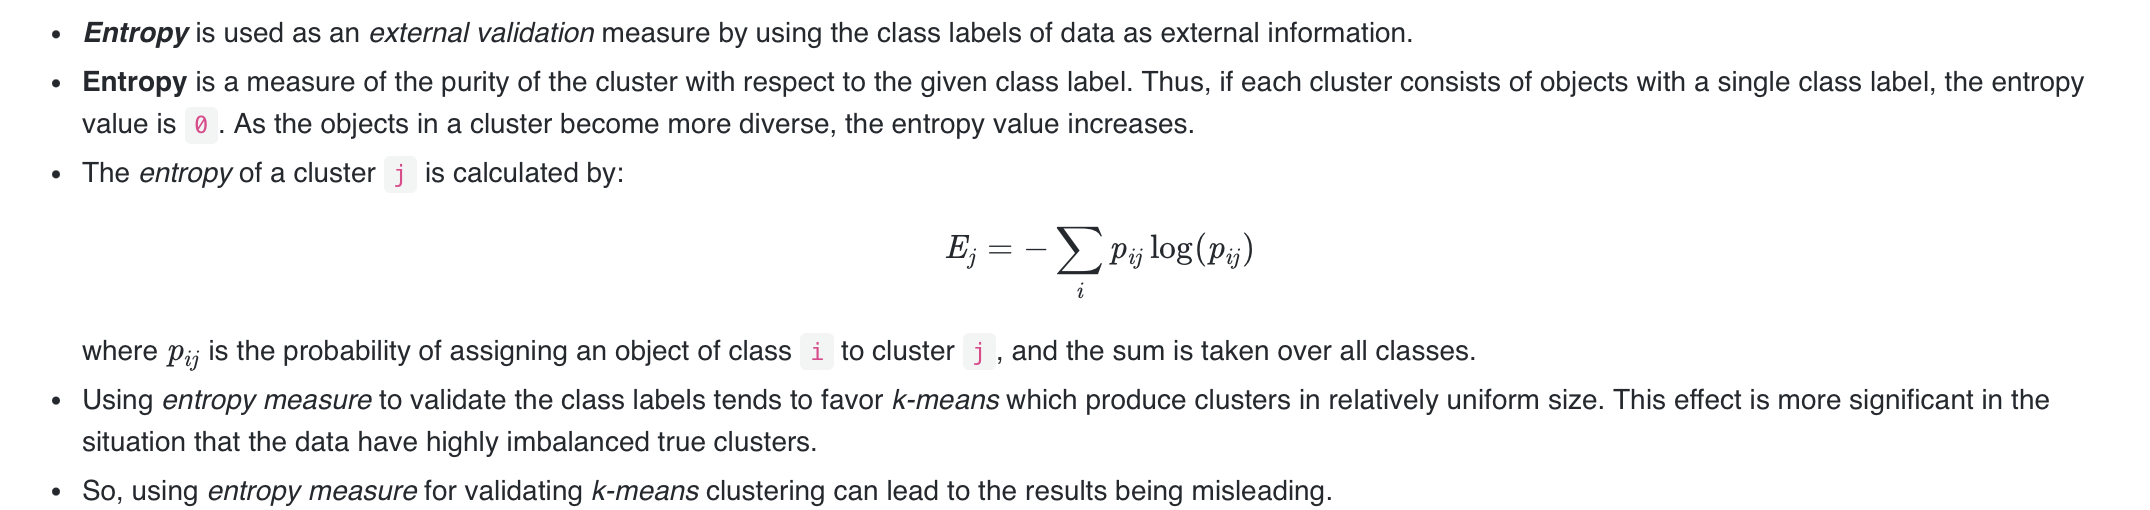 • Entropy is used as an external validation measure by using the class labels of data as external information.
• Entropy is a measure of the purity of the cluster with respect to the given class label. Thus, if each cluster consists of objects with a single class label, the entropy
value is 0 . As the objects in a cluster become more diverse, the entropy value increases.
• The entropy of a cluster j is calculated by:
E_j = − ∑_i p_{ij} log(p_{ij})
where p_{ij} is the probability of assigning an object of class i to cluster j , and the sum is taken over all classes.
• Using entropy measure to validate the class labels tends to favor k-means which produce clusters in relatively uniform size. This effect is more significant in the
situation that the data have highly imbalanced true clusters.
• So, using entropy measure for validating k-means clustering can lead to the results being misleading.